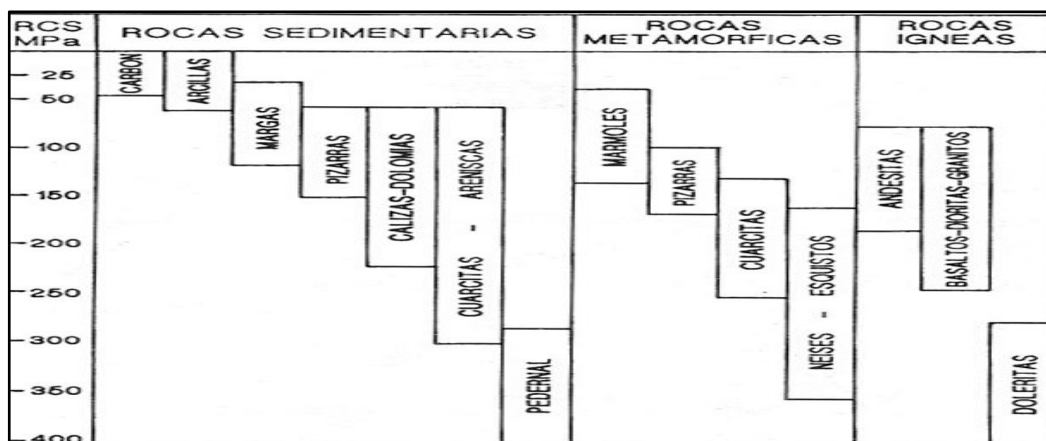 RCS
MPa
ROCAS SEDIMENTARIAS
ROCAS
METAMORFICAS
ROCAS
IGNEAS
25
50
100
150
200
250
300
350
400
CARBON
ARCILLAS
MARGAS
PIZARRAS
CALIZAS-DOLOMIAS
CUARCITAS - ARENISCAS
PEDERNAL
MARMOLES
PIZARRAS
CUARCITAS
NEISES - ESQUISTOS
ANDESITAS
BASALTOS-DIORITAS-GRANITOS
DOLERITAS